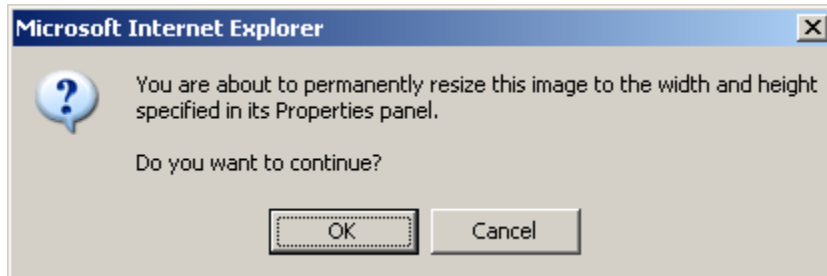 Microsoft Internet Explorer
You are about to permanently resize this image to the width and height
specified in its Properties panel.
Do you want to continue?
OK Cancel